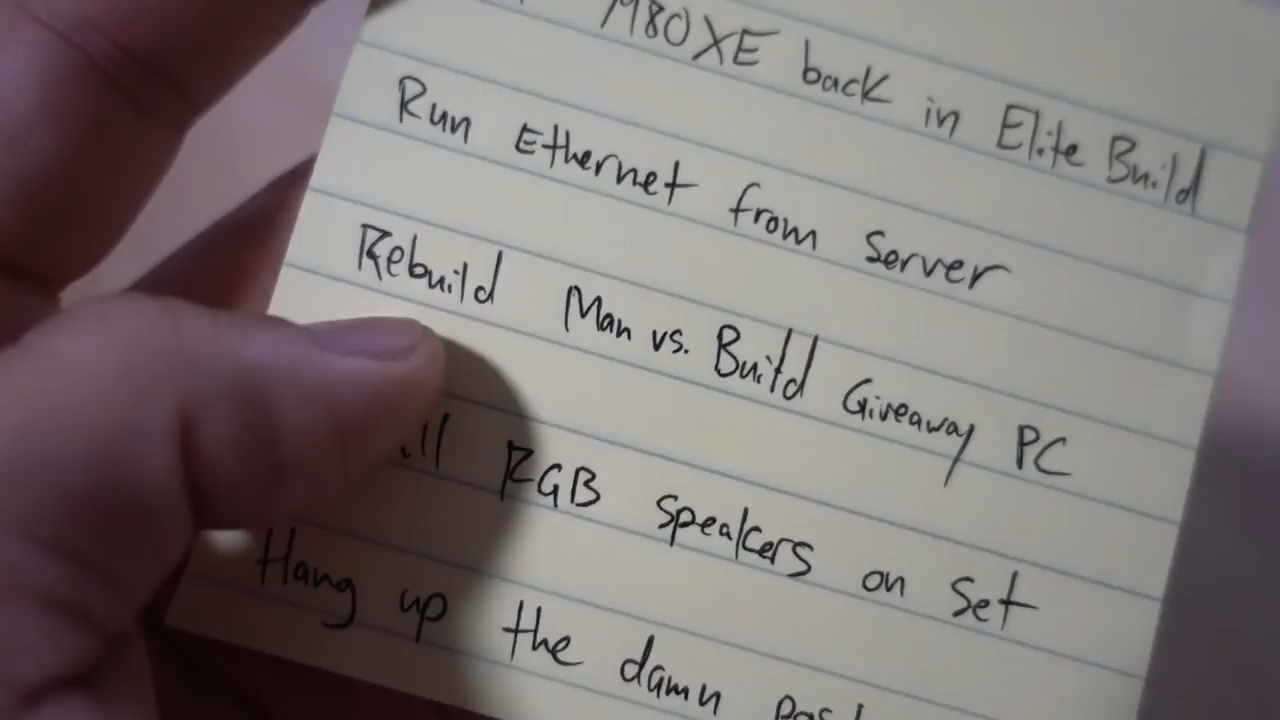 back in Elite Build
Run Ethernet from Server
Rebuild Man vs. Build Giveaway PC
RGB Speakers on Set
Hang up the damn